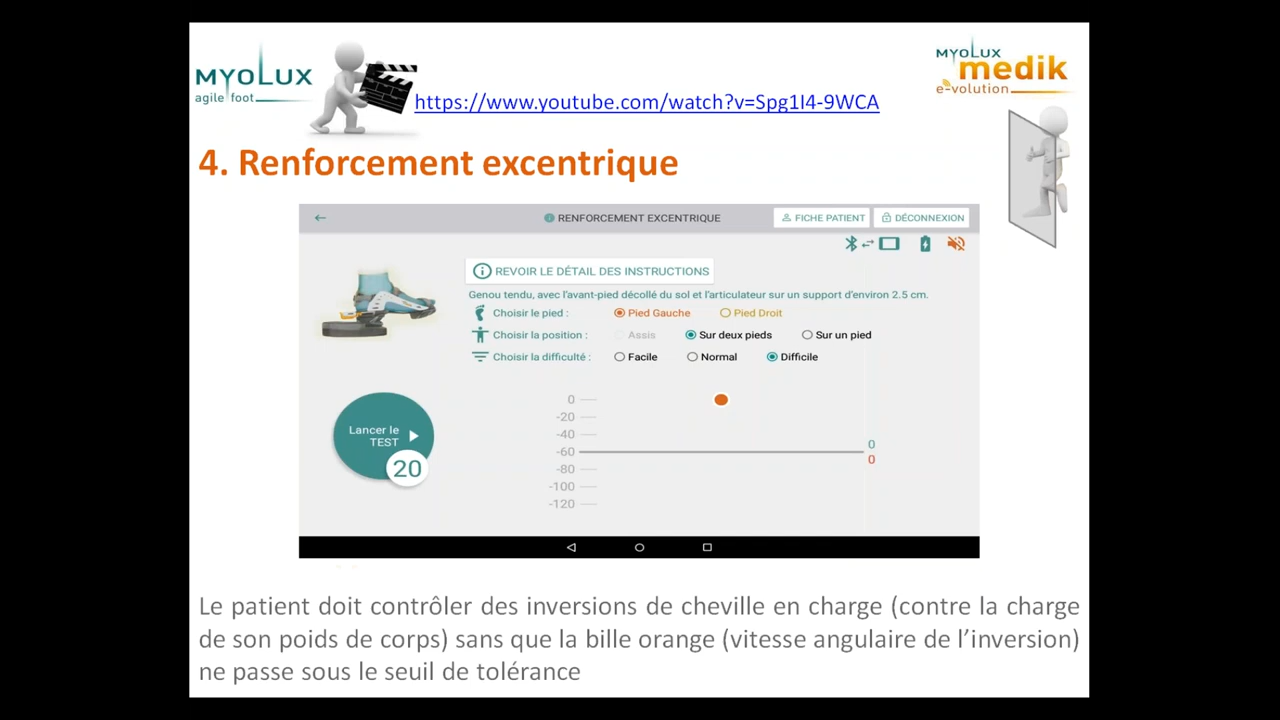 MYOLUX
agile foot
MYOLUX
medik
e-volution
https://www.youtube.com/watch?v=Spg1I4-9WCA
4. Renforcement excentrique
RENFORCEMENT EXCENTRIQUE
FICHE PATIENT
DÉCONNEXION
REVOIR LE DÉTAIL DES INSTRUCTIONS
Genou tendu, avec l'avant-pied décollé du sol et l'articulateur sur un support d'environ 2.5 cm.
Choisir le pied : Pied Gauche Pied Droit
Choisir la position : Assis Sur deux pieds Sur un pied
Choisir la difficulté : Facile Normal Difficile
Lancer le
TEST
20
0
-20
-40
-60
-80
-100
-120
0
0
Le patient doit contrôler des inversions de cheville en charge (contre la charge
de son poids de corps) sans que la bille orange (vitesse angulaire de l’inversion)
ne passe sous le seuil de tolérance